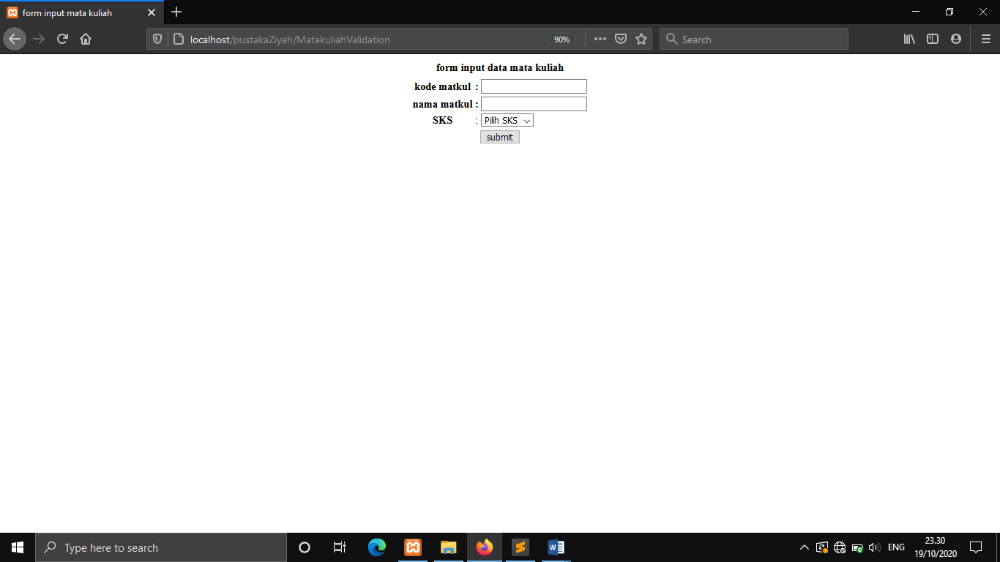 form input mata kuliah
localhost/pustakaZiyah/MatakuliahValidation
90%
Search
form input data mata kuliah
kode matkul :
nama matkul :
SKS : Pilih SKS
submit
Type here to search
ENG
23.30
19/10/2020